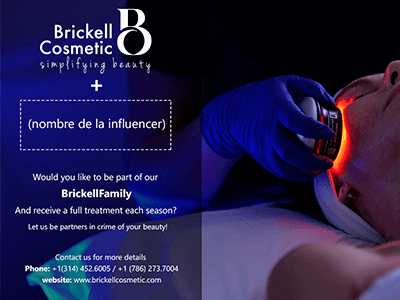 Brickell
Cosmetic
simplifying beauty
+
(nombre de la influencer)
Would you like to be part of our
BrickellFamily
And receive a full treatment each season?
Let us be partners in crime of your beauty!
Contact us for more details
Phone: +1(314) 452.6005 / +1 (786) 273.7004
website: www.brickellcosmetic.com